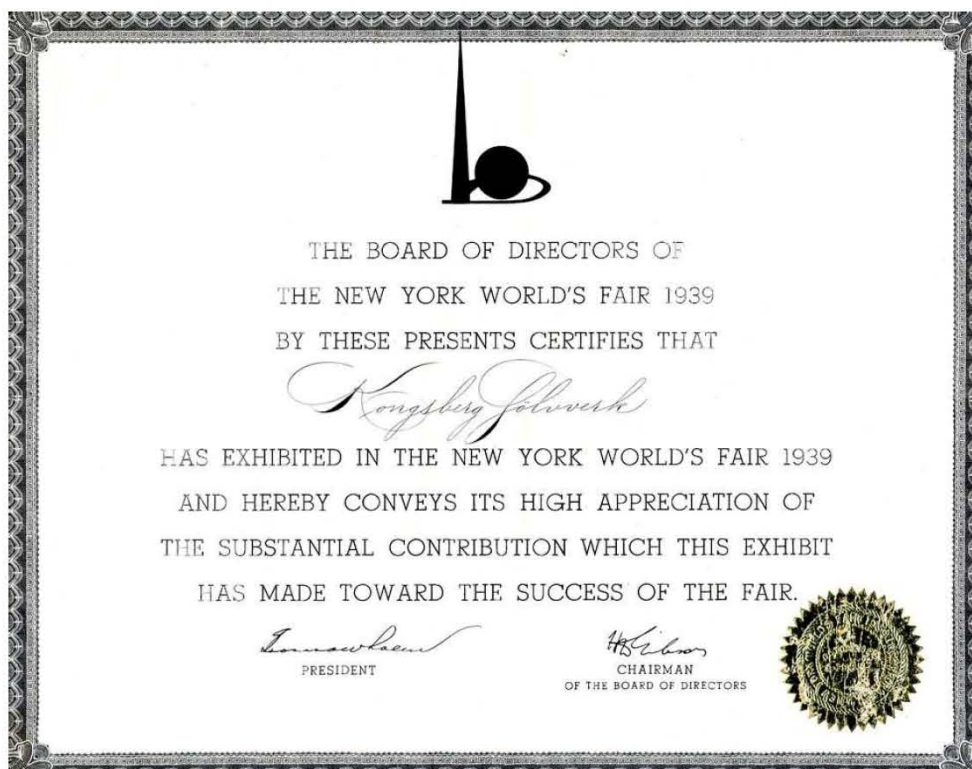 THE BOARD OF DIRECTORS OF
THE NEW YORK WORLD'S FAIR 1939
BY THESE PRESENTS CERTIFIES THAT
Kongsberg Sölvverk
HAS EXHIBITED IN THE NEW YORK WORLD'S FAIR 1939
AND HEREBY CONVEYS ITS HIGH APPRECIATION OF
THE SUBSTANTIAL CONTRIBUTION WHICH THIS EXHIBIT
HAS MADE TOWARD THE SUCCESS OF THE FAIR.
PRESIDENT
HBGibson
CHAIRMAN
OF THE BOARD OF DIRECTORS